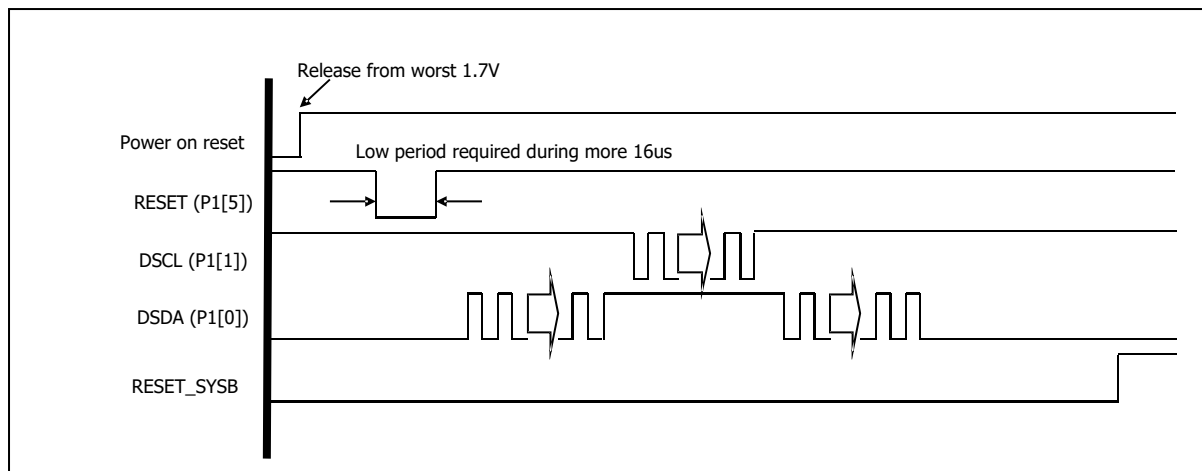 Release from worst 1.7V
Power on reset
Low period required during more 16us
RESET (P1[5])
DSCL (P1[1])
DSDA (P1[0])
RESET_SYSB